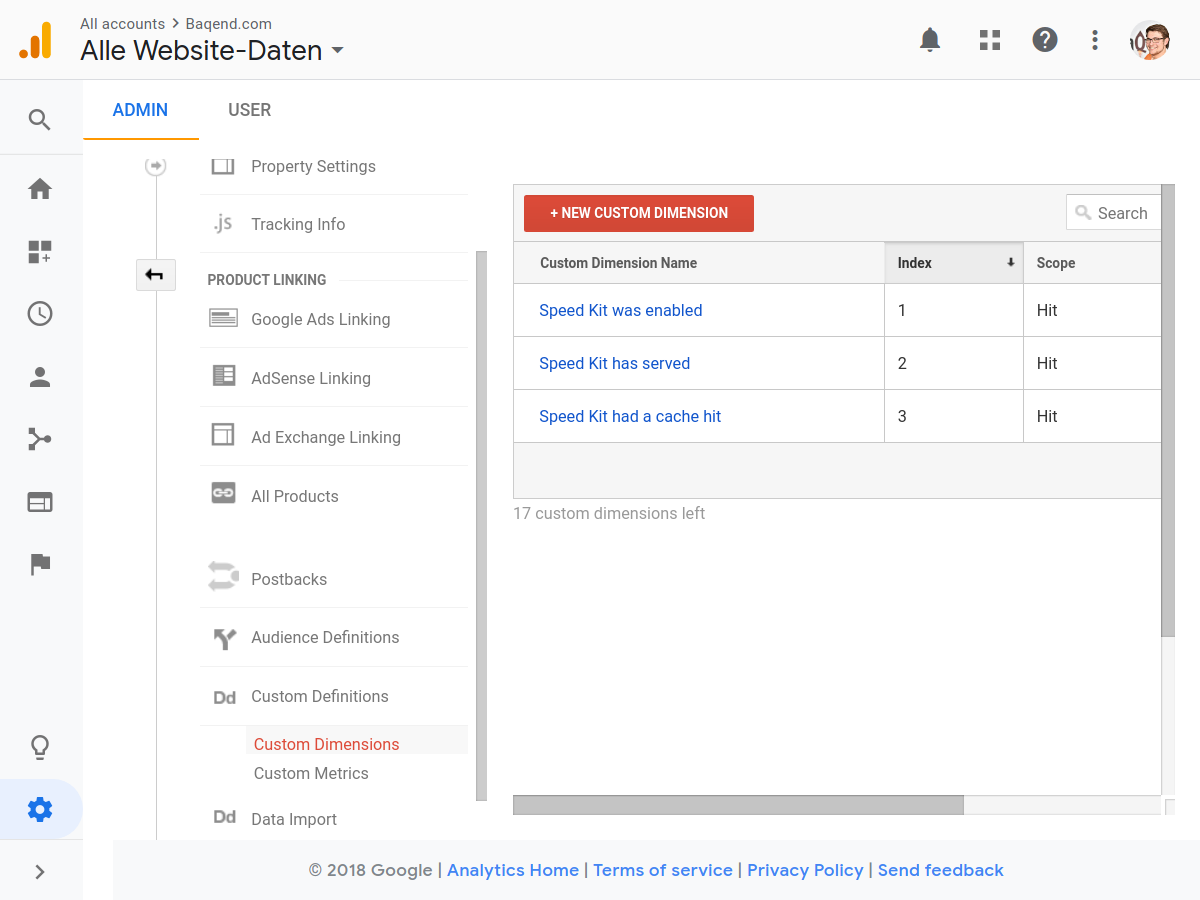 All accounts > Baqend.com
Alle Website-Daten
ADMIN
USER
Property Settings
.js Tracking Info
PRODUCT LINKING
Google Ads Linking
AdSense Linking
Ad Exchange Linking
All Products
Postbacks
Audience Definitions
Dd Custom Definitions
Custom Dimensions
Custom Metrics
Dd Data Import
+ NEW CUSTOM DIMENSION
Search
Custom Dimension Name Index Scope
Speed Kit was enabled 1 Hit
Speed Kit has served 2 Hit
Speed Kit had a cache hit 3 Hit
17 custom dimensions left
© 2018 Google | Analytics Home | Terms of service | Privacy Policy | Send feedback